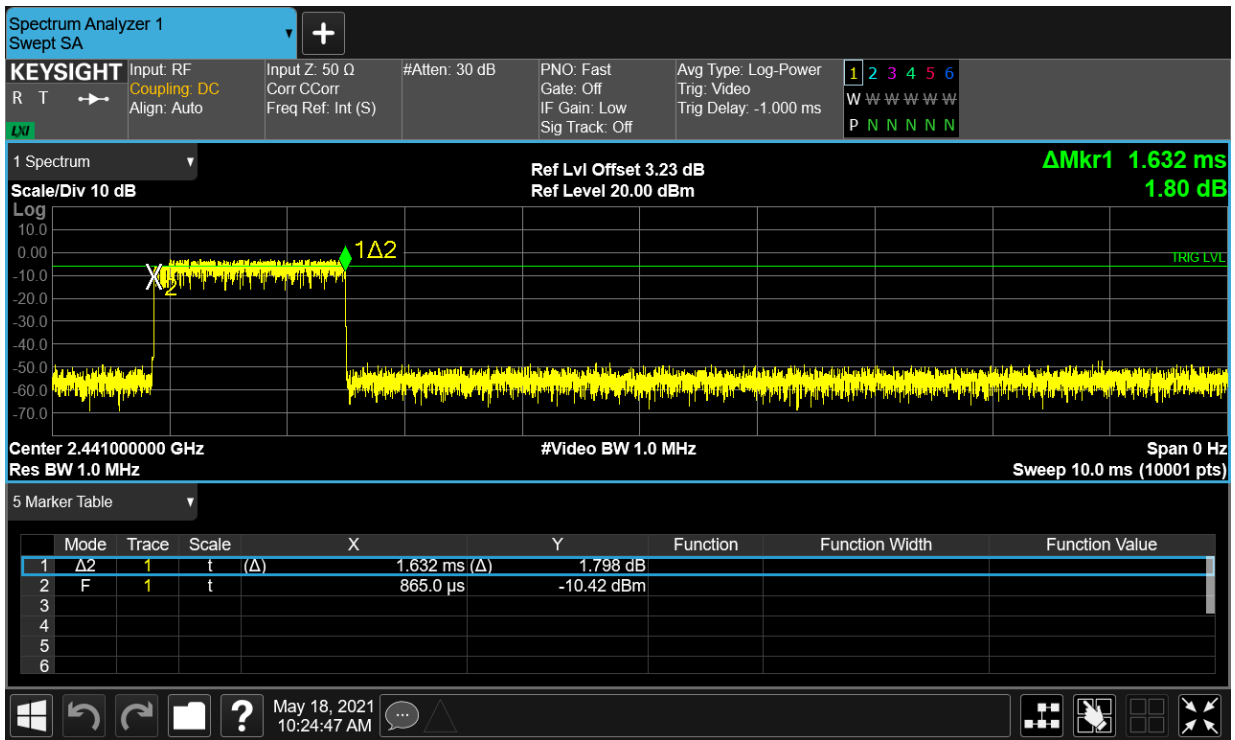 Spectrum Analyzer 1
Swept SA
KEYSIGHT
R T
LXI
Input: RF
Coupling: DC
Align: Auto
Input Z: 50 Ω
Corr CCorr
Freq Ref: Int (S)
#Atten: 30 dB
PNO: Fast
Gate: Off
IF Gain: Low
Sig Track: Off
Avg Type: Log-Power
Trig: Video
Trig Delay: -1.000 ms
1 2 3 4 5 6
W W W W W W
P N N N N N
1 Spectrum
Scale/Div 10 dB
Ref Lvl Offset 3.23 dB
Ref Level 20.00 dBm
ΔMkr1 1.632 ms
1.80 dB
Log
10.0
0.00
-10.0
-20.0
-30.0
-40.0
-50.0
-60.0
-70.0
1Δ2
2
TRIG LVL
Center 2.441000000 GHz
#Video BW 1.0 MHz
Span 0 Hz
Res BW 1.0 MHz
Sweep 10.0 ms (10001 pts)
5 Marker Table
Mode Trace Scale X Y Function Function Width Function Value
1 Δ2 1 t (Δ) 1.632 ms (Δ) 1.798 dB
2 F 1 t 865.0 µs -10.42 dBm
3
4
5
6
?
May 18, 2021
10:24:47 AM